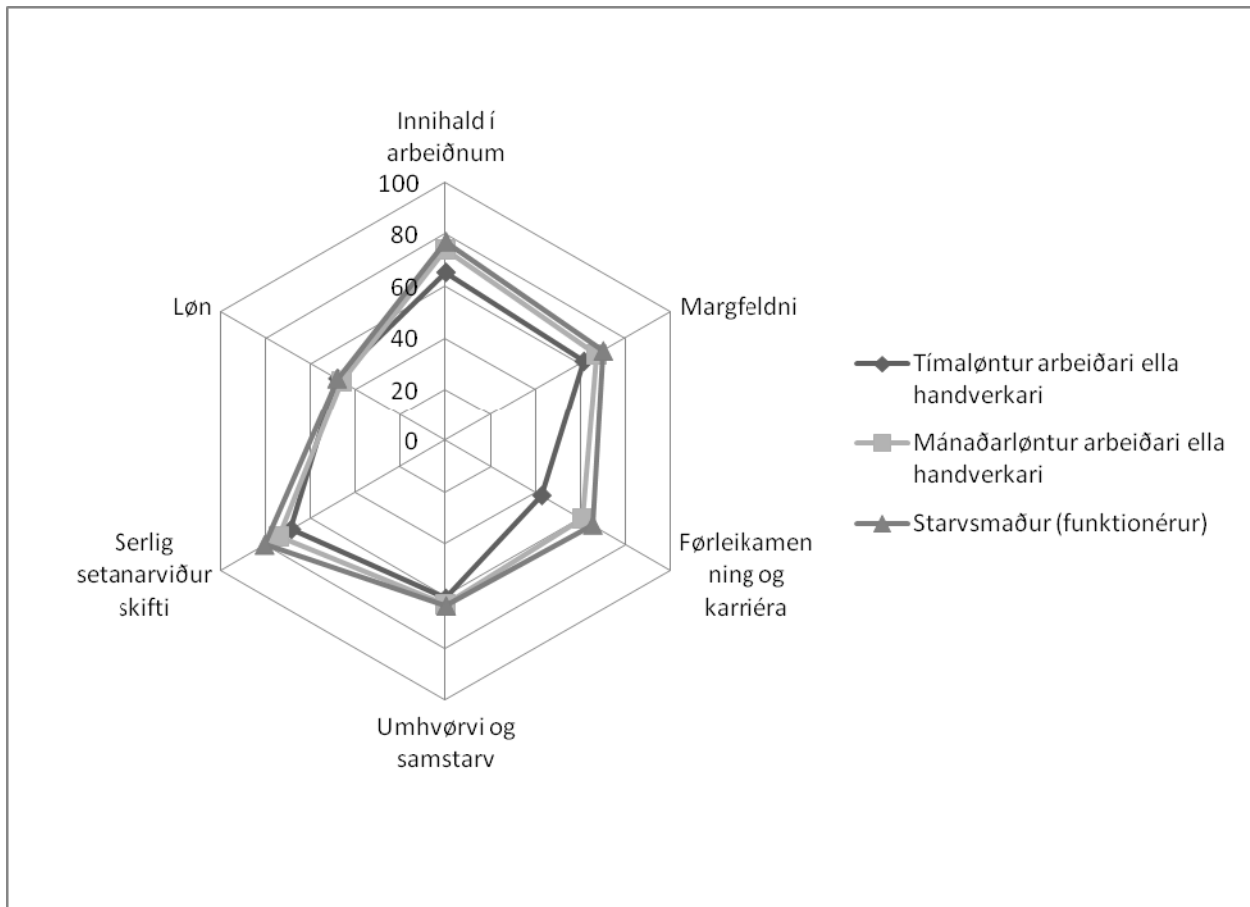 Innihald í
arbeiðnum
100
80
60
40
20
0
Margfeldni
Førleikamen
ning og
karriéra
Umhvørvi og
samstarv
Serlig
setanarviður
skifti
Løn
Tímaløntur arbeiðari ella
handverkari
Mánaðarløntur arbeiðari ella
handverkari
Starvsmaður (funktionérur)